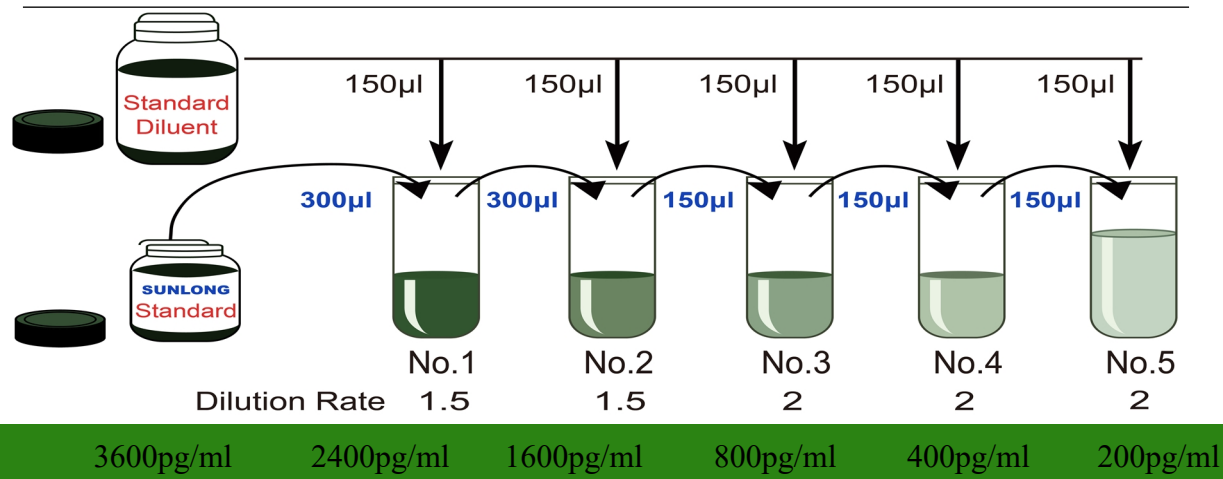 150µl 150µl 150µl 150µl 150µl
Standard
Diluent
300µl 300µl 150µl 150µl 150µl
SUNLONG
Standard
No.1 No.2 No.3 No.4 No.5
Dilution Rate 1.5 1.5 2 2 2
3600pg/ml 2400pg/ml 1600pg/ml 800pg/ml 400pg/ml 200pg/ml